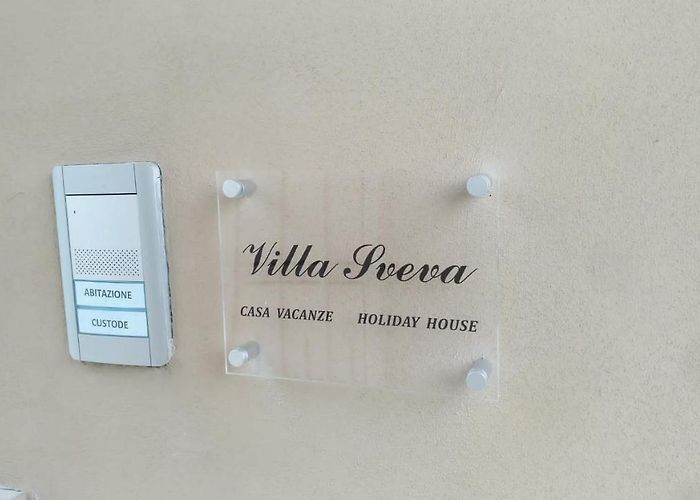 ABITAZIONE
CUSTODE
Villa Sveva
CASA VACANZE HOLIDAY HOUSE